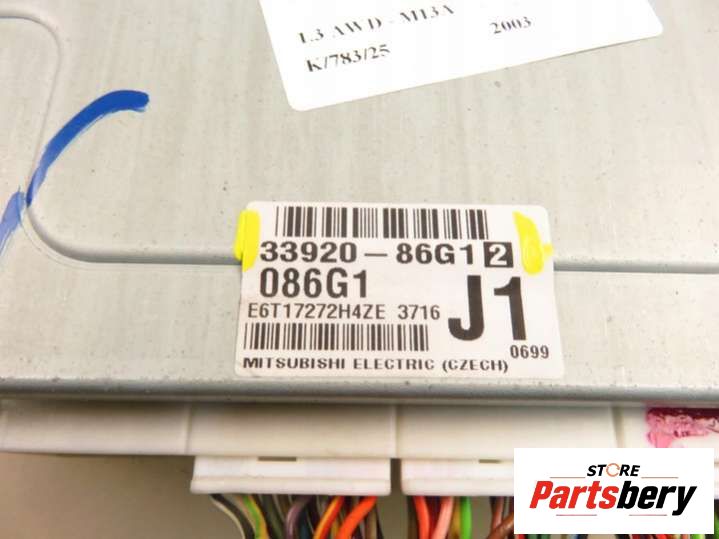 1.3 AWD - M13A
K/783/25 2003
33920-86G1 2
086G1
E6T17272H4ZE 3716
J1
0699
MITSUBISHI ELECTRIC (CZECH)
STORE
Partsbery